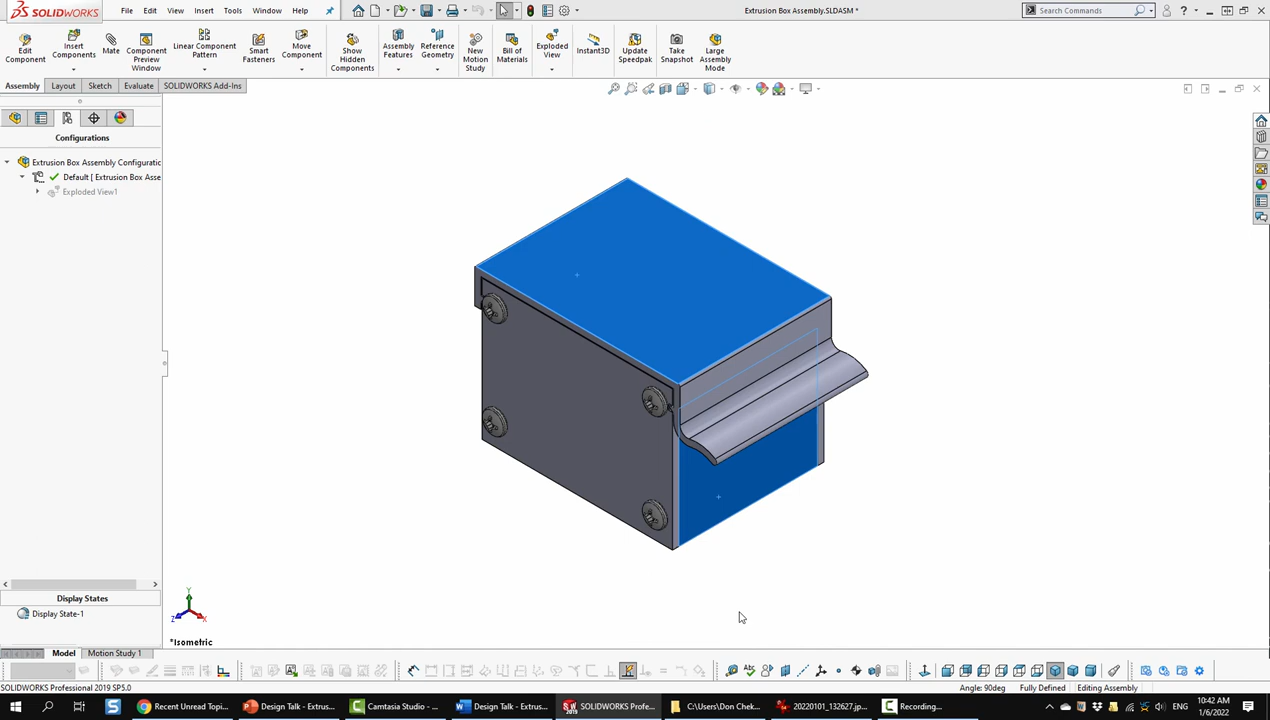 SOLIDWORKS File Edit View Insert Tools Window Help Extrusion Box Assembly.SLDASM * Search Commands
Edit Component
Insert Components
Mate
Component Preview Window
Linear Component Pattern
Smart Fasteners
Move Component
Show Hidden Components
Assembly Features
Reference Geometry
New Motion Study
Bill of Materials
Exploded View
Instant3D
Update Speedpak
Take Snapshot
Large Assembly Mode
Assembly Layout Sketch Evaluate SOLIDWORKS Add-Ins
Configurations
Extrusion Box Assembly Configuratic
Default [ Extrusion Box Asse
Exploded View1
Display States
Display State-1
Y
Z X
*Isometric
Model Motion Study 1
SOLIDWORKS Professional 2019 SP5.0 Angle: 90deg Fully Defined Editing Assembly
Recent Unread Topi... Design Talk - Extrus... Camtasia Studio - ... Design Talk - Extrus... SOLIDWORKS Profe... C:\Users\Don Chek... 20220101_132627.jp... Recording... ENG
10:42 AM
1/6/2022